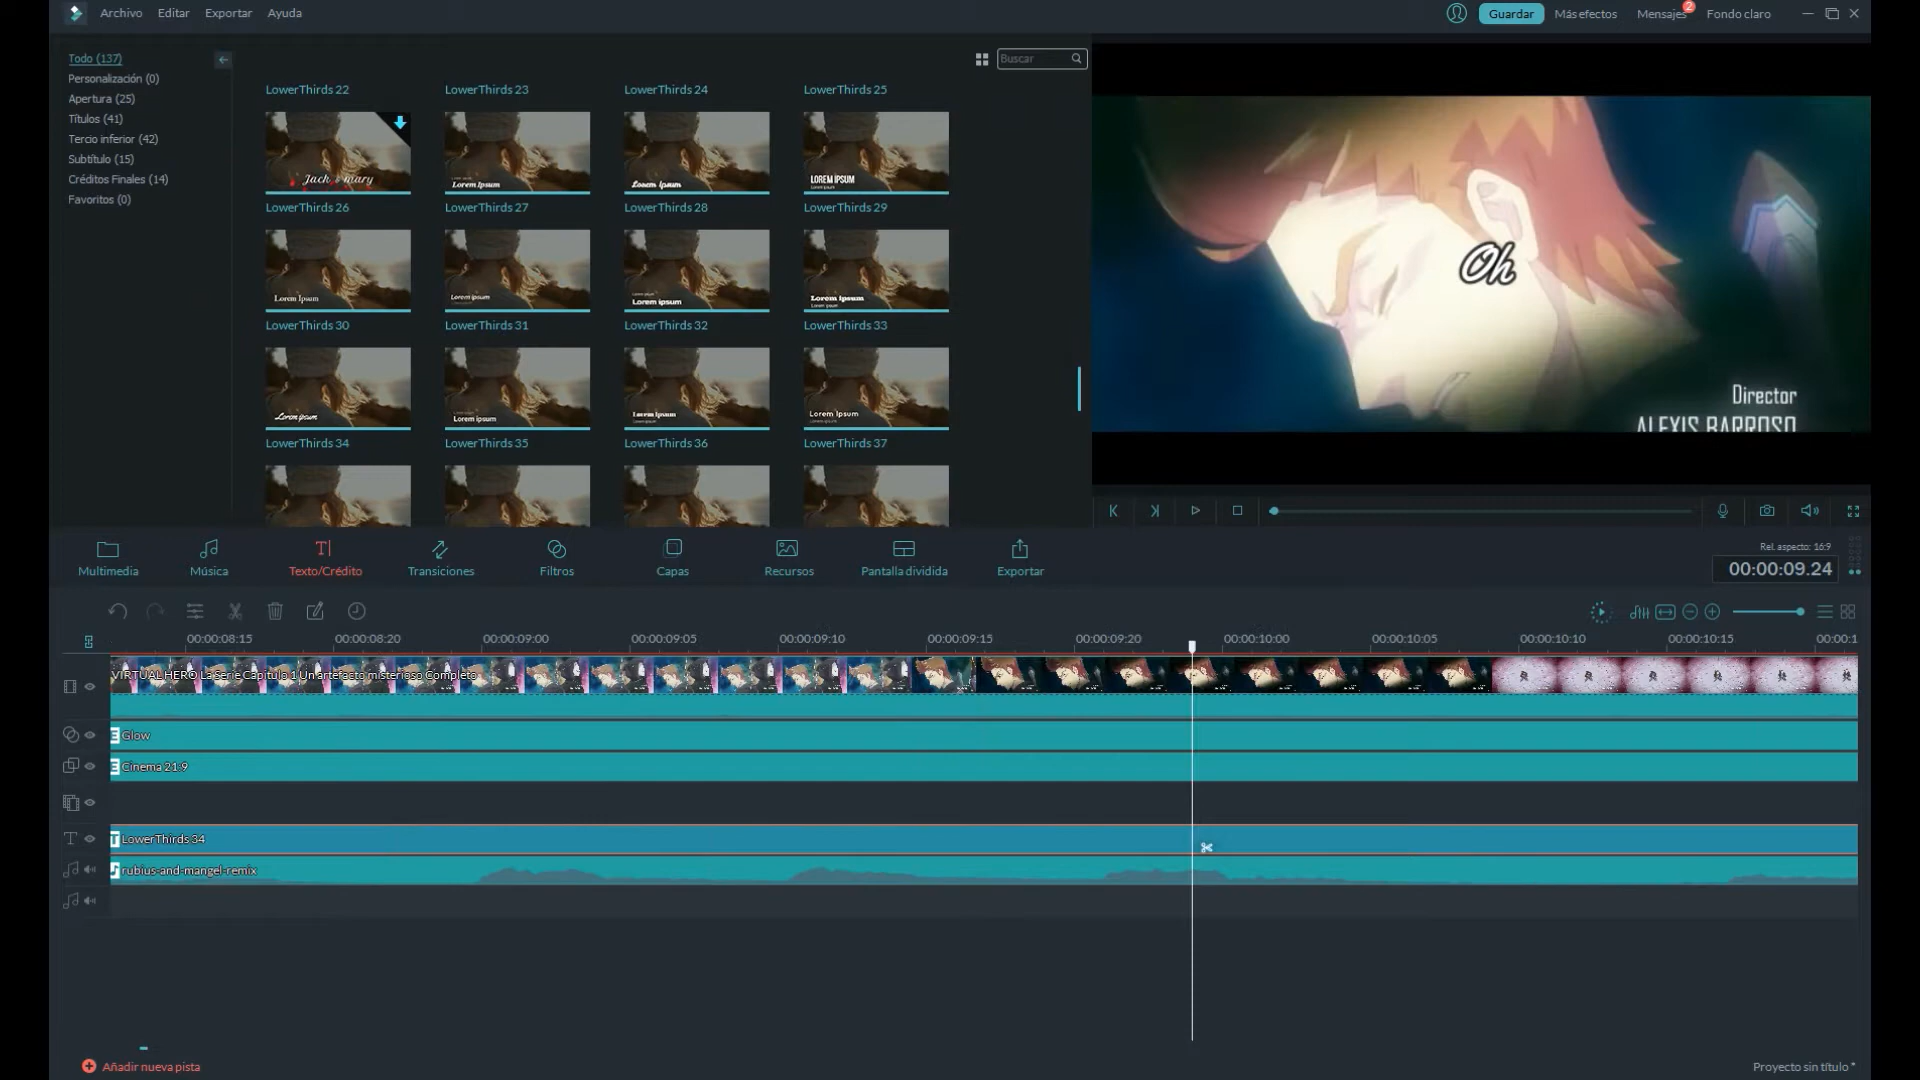 Archivo Editar Exportar Ayuda
Guardar Más efectos Mensajes 2 Fondo claro
Todo (137)
Personalización (0)
Apertura (25)
Títulos (41)
Tercio inferior (42)
Subtítulo (15)
Créditos Finales (14)
Favoritos (0)
Buscar
LowerThirds 22 LowerThirds 23 LowerThirds 24 LowerThirds 25
Jack & mary Lorem Ipsum Lorem ipsum LOREM IPSUM
LowerThirds 26 LowerThirds 27 LowerThirds 28 LowerThirds 29
Lorem Ipsum Lorem ipsum Lorem ipsum Lorem ipsum
LowerThirds 30 LowerThirds 31 LowerThirds 32 LowerThirds 33
Lorem ipsum Lorem ipsum Lorem ipsum Lorem ipsum
LowerThirds 34 LowerThirds 35 LowerThirds 36 LowerThirds 37
Oh
Director
ALEXIS BARROSO
Multimedia Música Texto/Crédito Transiciones Filtros Capas Recursos Pantalla dividida Exportar
Rel. aspecto: 16:9
00:00:09.24
00:00:08:15 00:00:08:20 00:00:09:00 00:00:09:05 00:00:09:10 00:00:09:15 00:00:09:20 00:00:10:00 00:00:10:05 00:00:10:10 00:00:10:15 00:00:1
VIRTUAL HERO La Serie Capitulo 1 Un artefacto misterioso Completo
Glow
Cinema 21:9
LowerThirds 34
rubius-and-mangel-remix
Añadir nueva pista
Proyecto sin título *